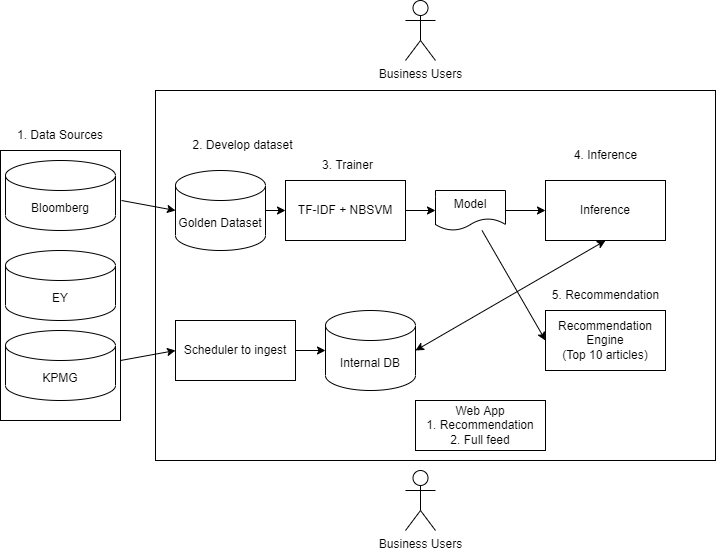 Business Users
1. Data Sources
2. Develop dataset
3. Trainer
4. Inference
Bloomberg
Golden Dataset
TF-IDF + NBSVM
Model
Inference
EY
5. Recommendation
KPMG
Scheduler to ingest
Internal DB
Recommendation
Engine
(Top 10 articles)
Web App
1. Recommendation
2. Full feed
Business Users